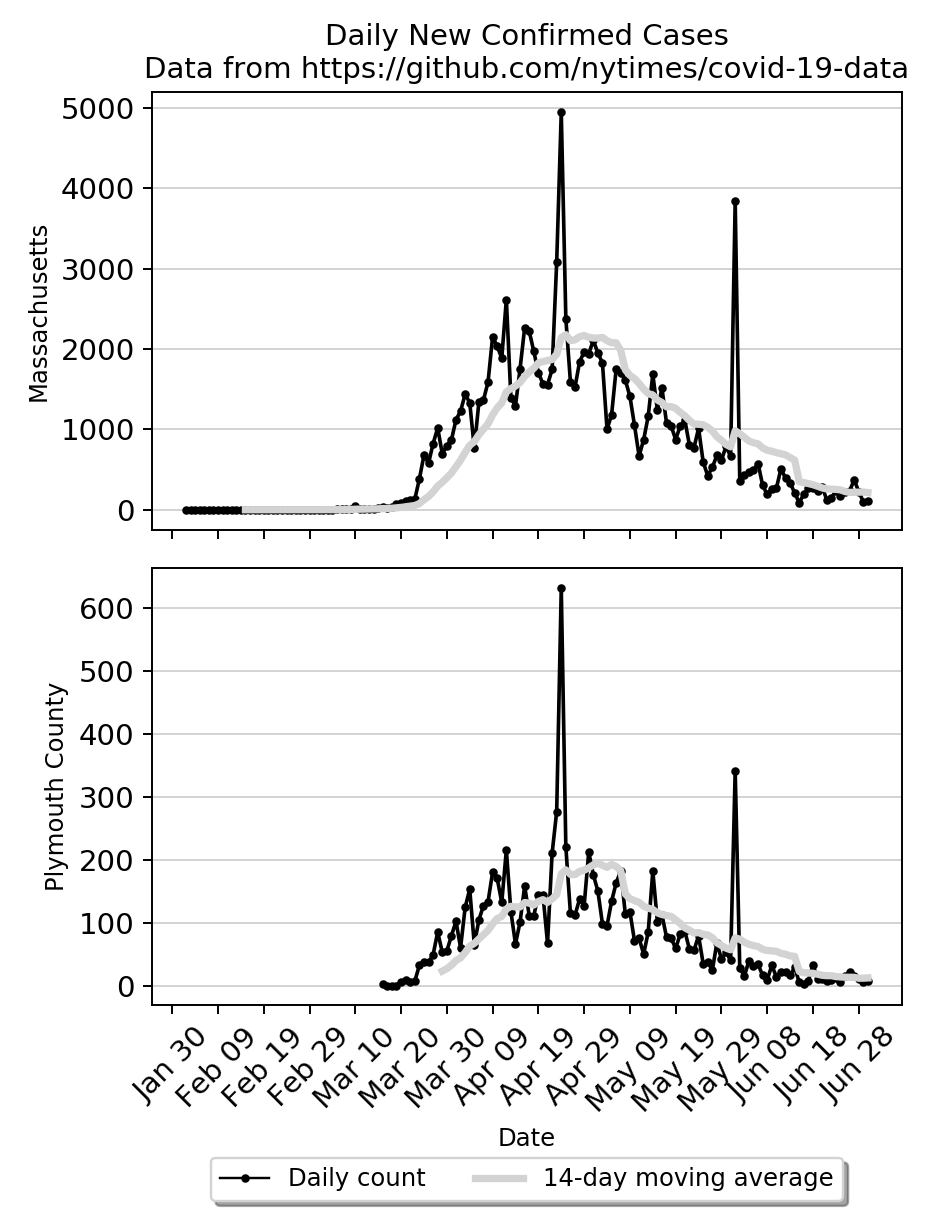 Daily New Confirmed Cases
Data from https://github.com/nytimes/covid-19-data
Massachusetts
5000
4000
3000
2000
1000
0
Plymouth County
600
500
400
300
200
100
0
Jan 30
Feb 09
Feb 19
Feb 29
Mar 10
Mar 20
Mar 30
Apr 09
Apr 19
Apr 29
May 09
May 19
May 29
Jun 08
Jun 18
Jun 28
Date
Daily count
14-day moving average